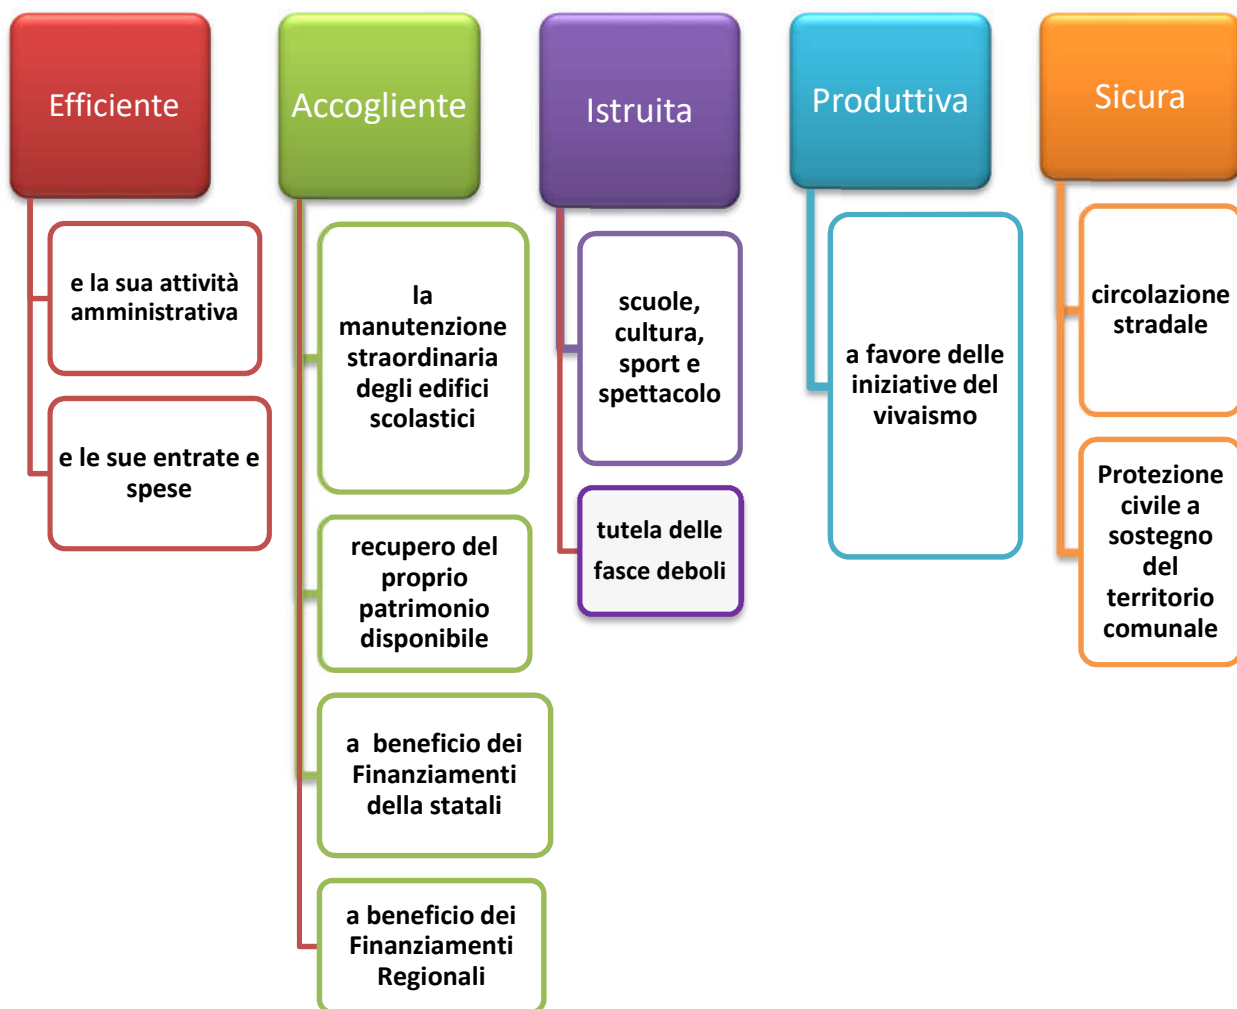 Efficiente
e la sua attività
amministrativa
e le sue entrate e
spese
Accogliente
la
manutenzione
straordinaria
degli edifici
scolastici
recupero del
proprio
patrimonio
disponibile
a beneficio dei
Finanziamenti
della statali
a beneficio dei
Finanziamenti
Regionali
Istruita
scuole,
cultura,
sport e
spettacolo
tutela delle
fasce deboli
Produttiva
a favore delle
iniziative del
vivaismo
Sicura
circolazione
stradale
Protezione
civile a
sostegno
del
territorio
comunale